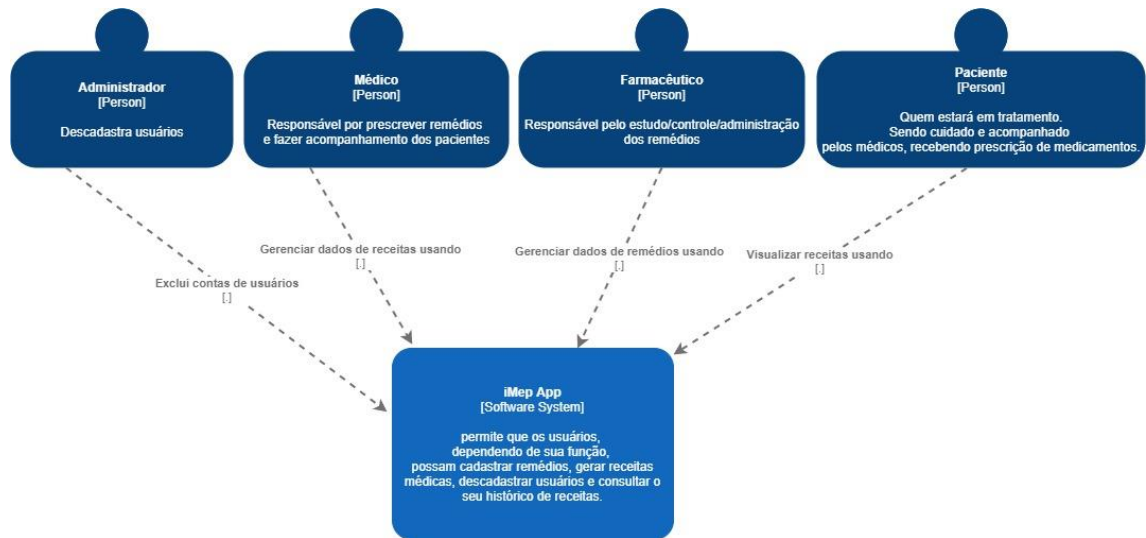 Administrador
[Person]
Descadastra usuários
Médico
[Person]
Responsável por prescrever remédios
e fazer acompanhamento dos pacientes
Farmacêutico
[Person]
Responsável pelo estudo/controle/administração
dos remédios
Paciente
[Person]
Quem estará em tratamento.
Sendo cuidado e acompanhado
pelos médicos, recebendo prescrição de medicamentos.
Exclui contas de usuários
[.]
Gerenciar dados de receitas usando
[.]
Gerenciar dados de remédios usando
[.]
Visualizar receitas usando
[.]
iMep App
[Software System]
permite que os usuários,
dependendo de sua função,
possam cadastrar remédios, gerar receitas
médicas, descadastrar usuários e consultar o
seu histórico de receitas.